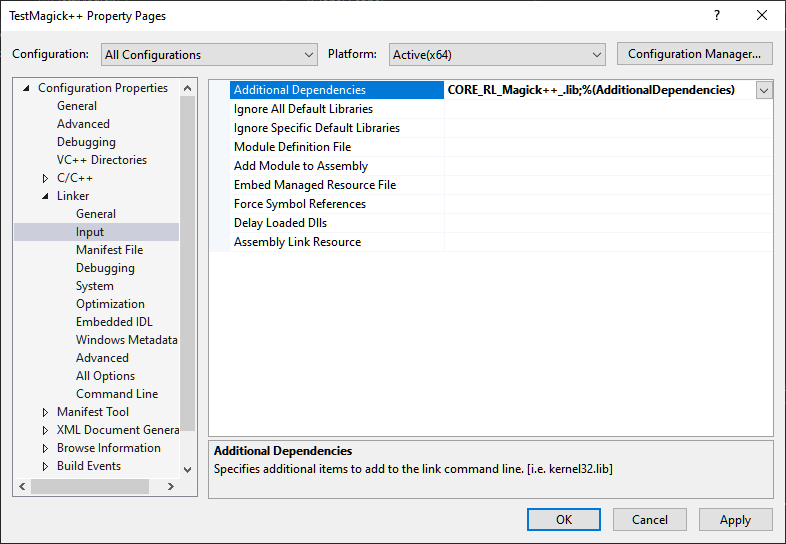 TestMagick++ Property Pages
Configuration: All Configurations Platform: Active(x64) Configuration Manager...
Configuration Properties
General
Advanced
Debugging
VC++ Directories
C/C++
Linker
General
Input
Manifest File
Debugging
System
Optimization
Embedded IDL
Windows Metadata
Advanced
All Options
Command Line
Manifest Tool
XML Document Genera
Browse Information
Build Events
Additional Dependencies CORE_RL_Magick++_.lib;%(AdditionalDependencies)
Ignore All Default Libraries
Ignore Specific Default Libraries
Module Definition File
Add Module to Assembly
Embed Managed Resource File
Force Symbol References
Delay Loaded Dlls
Assembly Link Resource
Additional Dependencies
Specifies additional items to add to the link command line. [i.e. kernel32.lib]
OK Cancel Apply